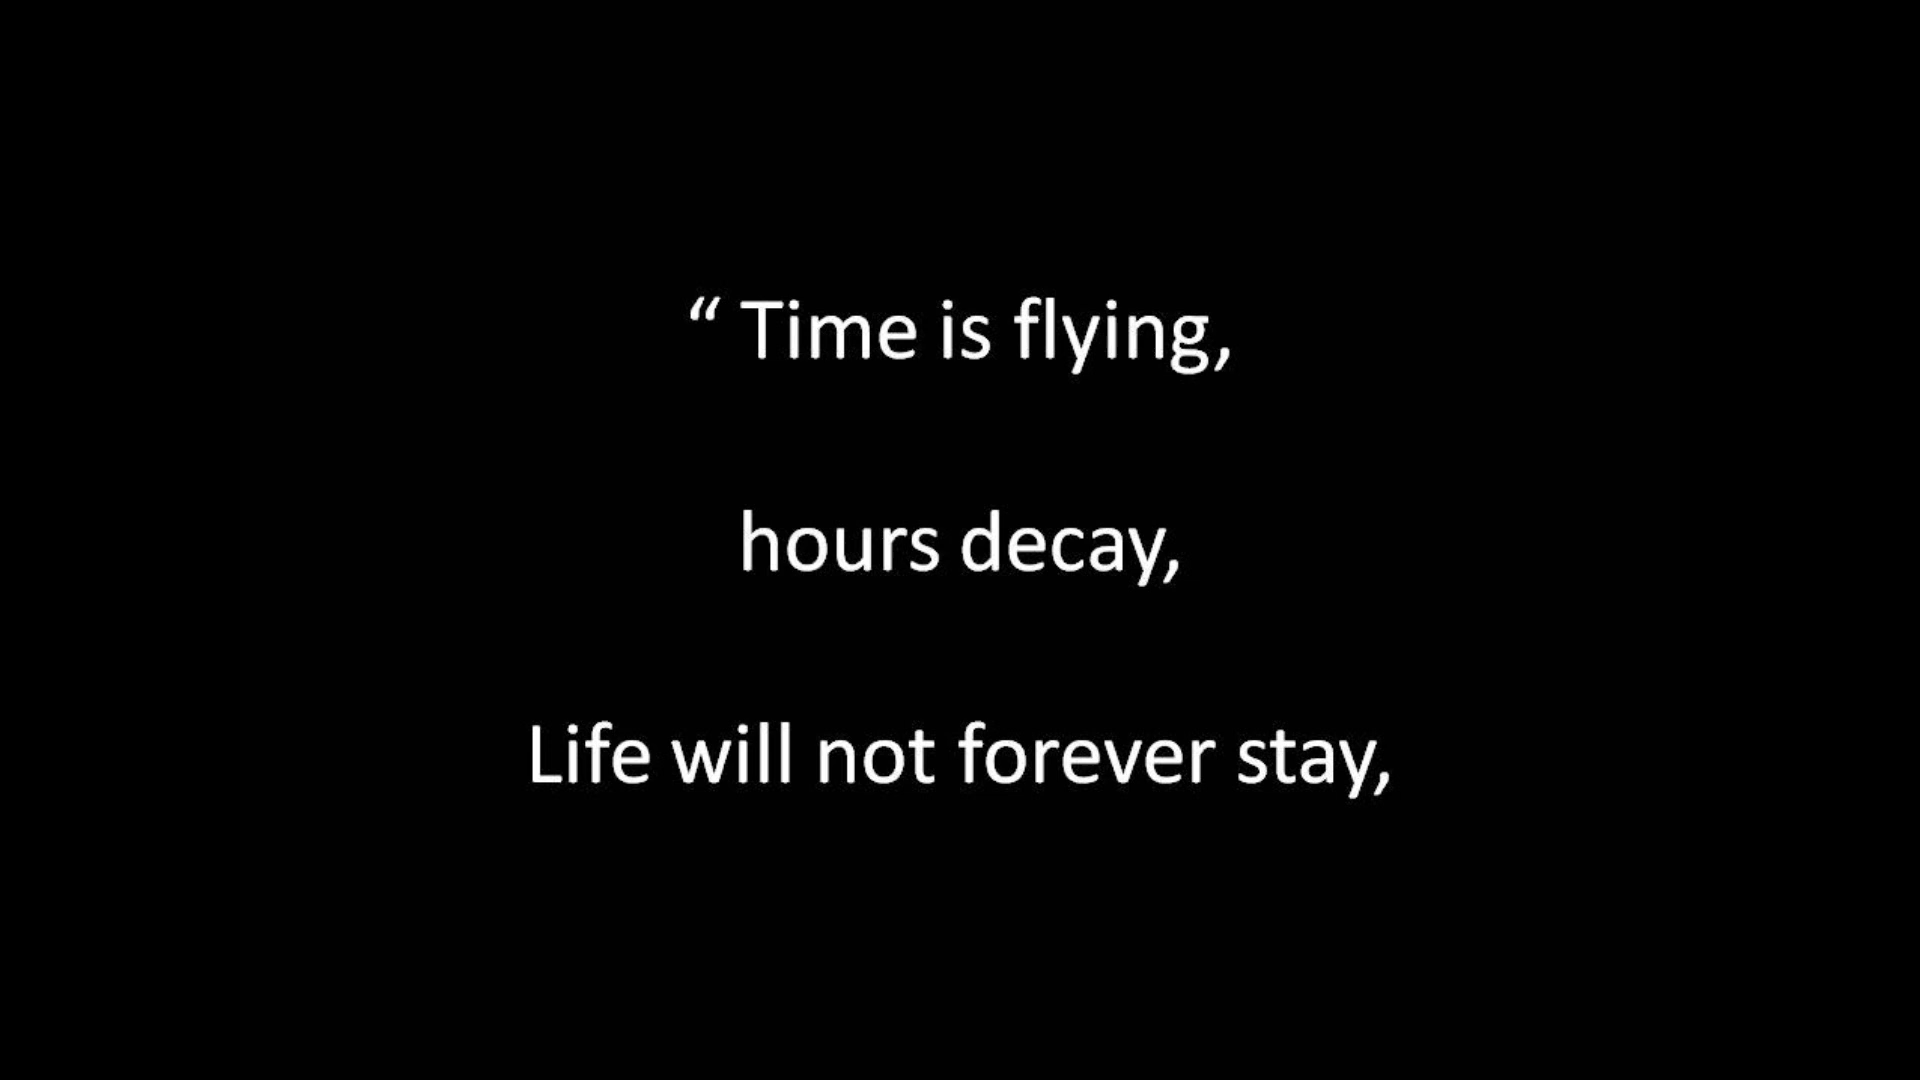 “ Time is flying,
hours decay,
Life will not forever stay,